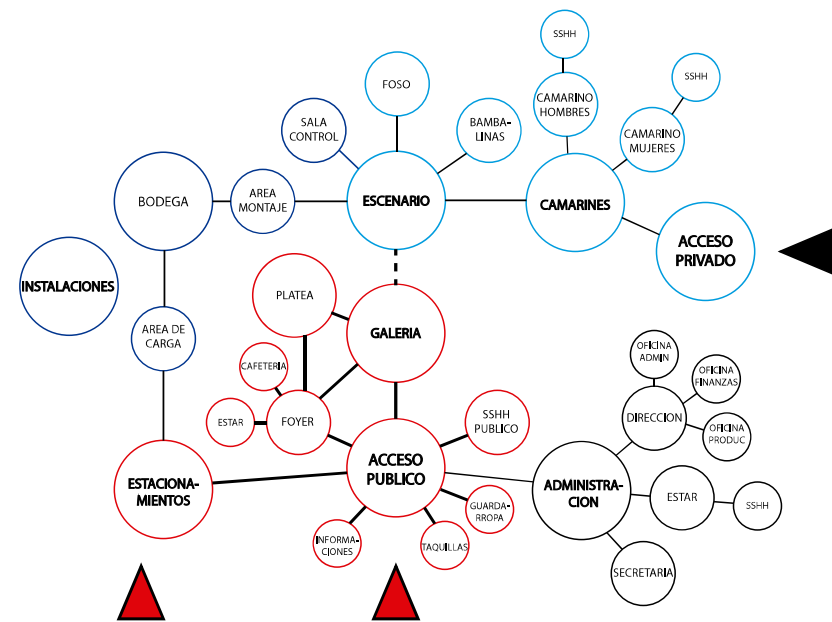 SSHH
SSHH
FOSO
CAMARINO
HOMBRES
SALA
CONTROL
BAMBA-
LINAS
CAMARINO
MUJERES
BODEGA
AREA
MONTAJE
ESCENARIO
CAMARINES
ACCESO
PRIVADO
INSTALACIONES
PLATEA
AREA DE
CARGA
GALERIA
OFICINA
ADMIN
CAFETERIA
OFICINA
FINANZAS
ESTAR
FOYER
SSHH
PUBLICO
DIRECCION
OFICINA
PRODUC
ACCESO
PUBLICO
ESTACIONA-
MIENTOS
ADMINISTRA-
CION
ESTAR
SSHH
GUARDA-
RROPA
INFORMA-
CIONES
TAQUILLAS
SECRETARIA